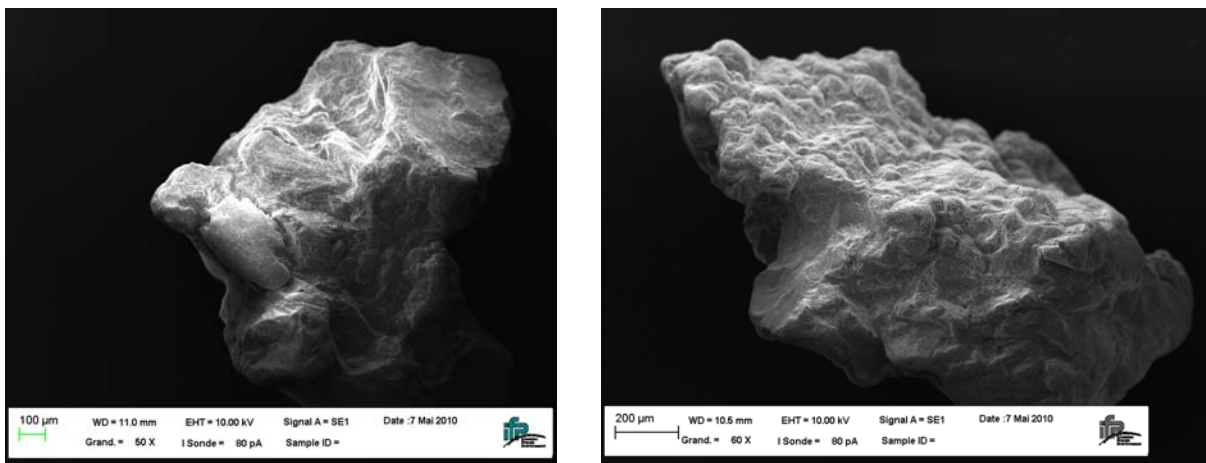 100 µm
WD = 11.0 mm EHT = 10.00 kV Signal A = SE1 Date :7 Mai 2010
Grand. = 50 X I Sonde = 80 pA Sample ID =
ifp
200 µm
WD = 10.5 mm EHT = 10.00 kV Signal A = SE1 Date :7 Mai 2010
Grand. = 60 X I Sonde = 80 pA Sample ID =
ifp